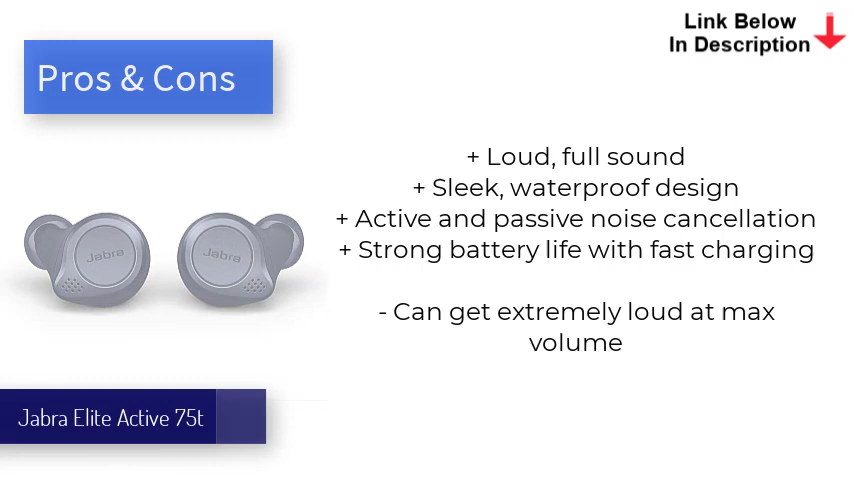 Link Below
In Description
Pros & Cons
+ Loud, full sound
+ Sleek, waterproof design
+ Active and passive noise cancellation
+ Strong battery life with fast charging
- Can get extremely loud at max
volume
Jabra
Jabra
Jabra Elite Active 75t